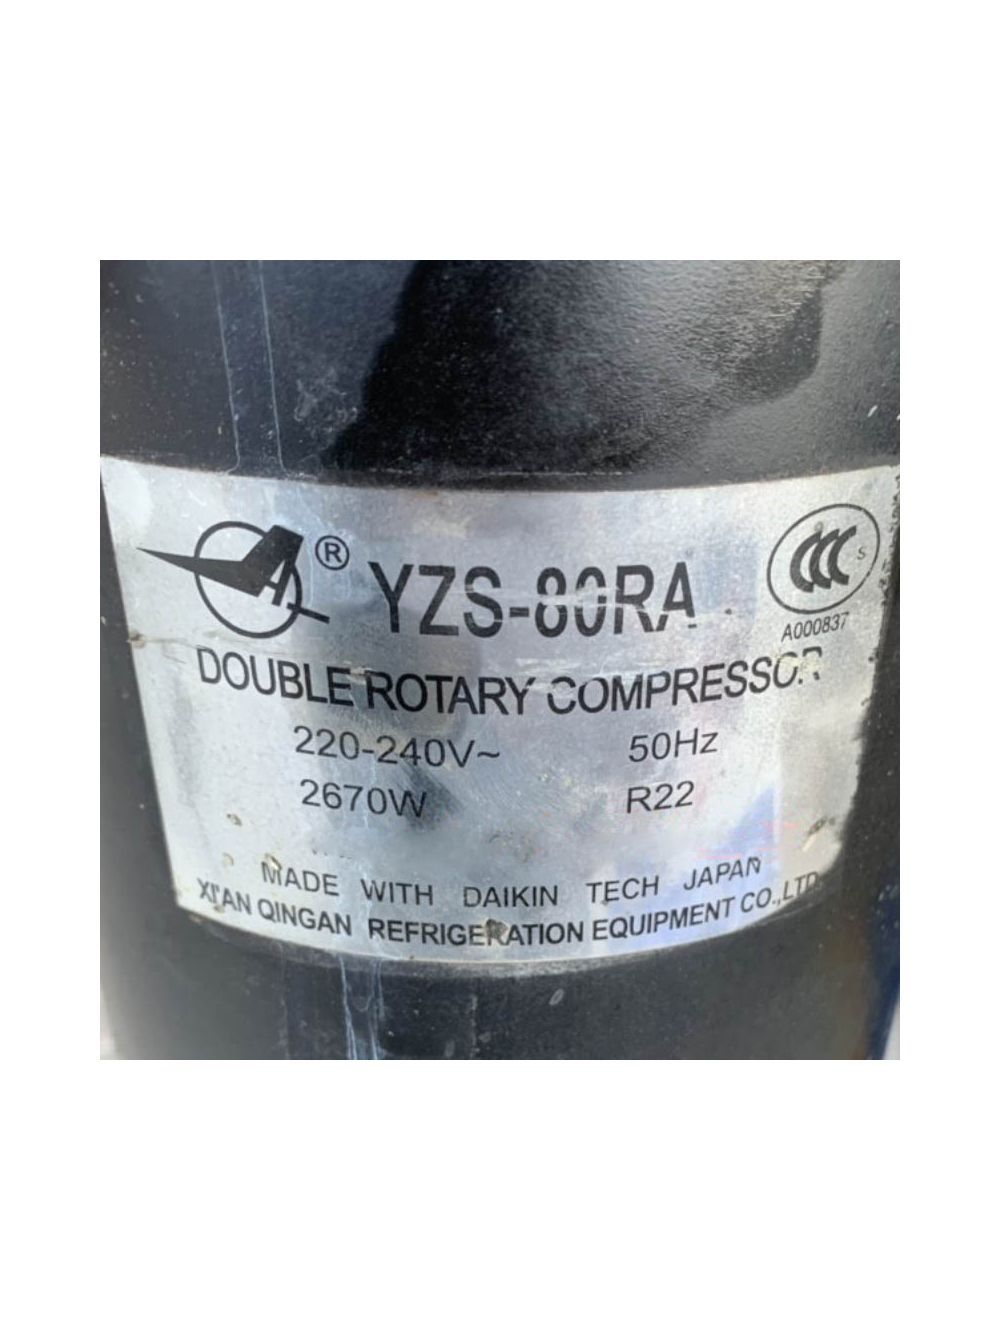 ® YZS-80RA
CCC S
A000837
DOUBLE ROTARY COMPRESSOR
220-240V~ 50Hz
2670W R22
MADE WITH DAIKIN TECH JAPAN
XI'AN QINGAN REFRIGERATION EQUIPMENT CO.,LTD